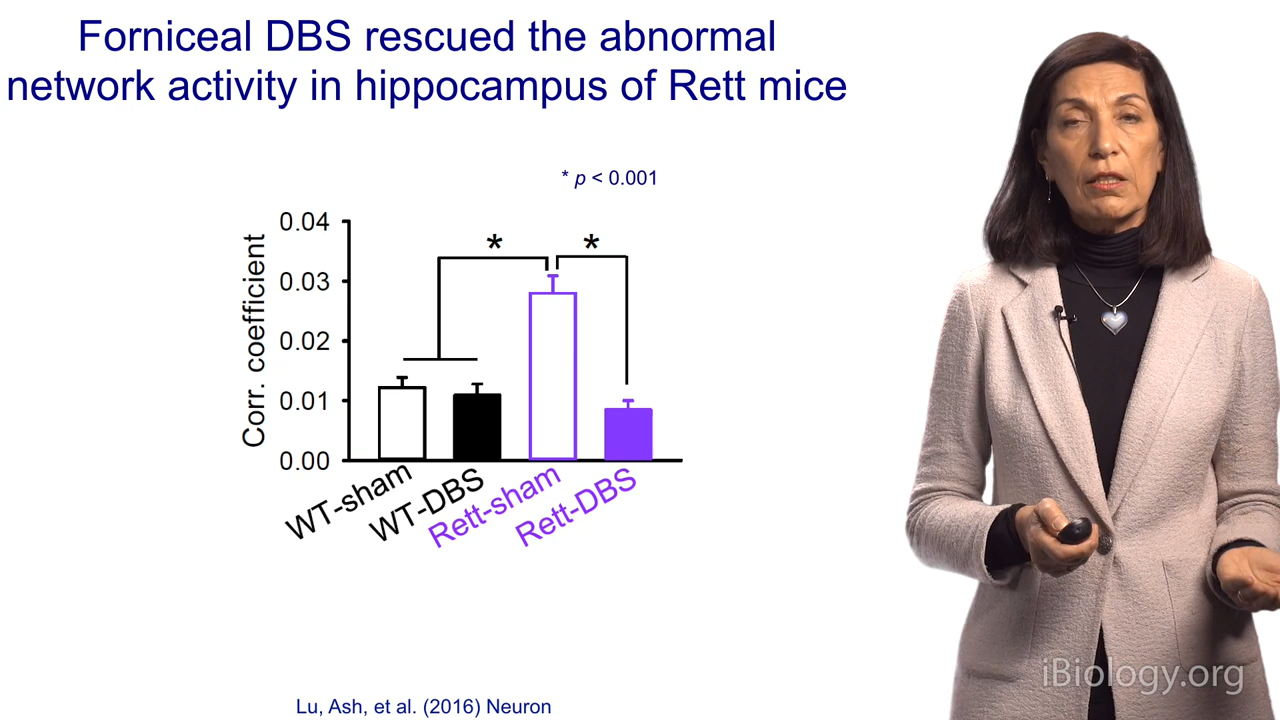 Forniceal DBS rescued the abnormal
network activity in hippocampus of Rett mice
* p < 0.001
Corr. coefficient
0.04
0.03
0.02
0.01
0.00
* *
WT-sham
WT-DBS
Rett-sham
Rett-DBS
Lu, Ash, et al. (2016) Neuron
iBiology.org